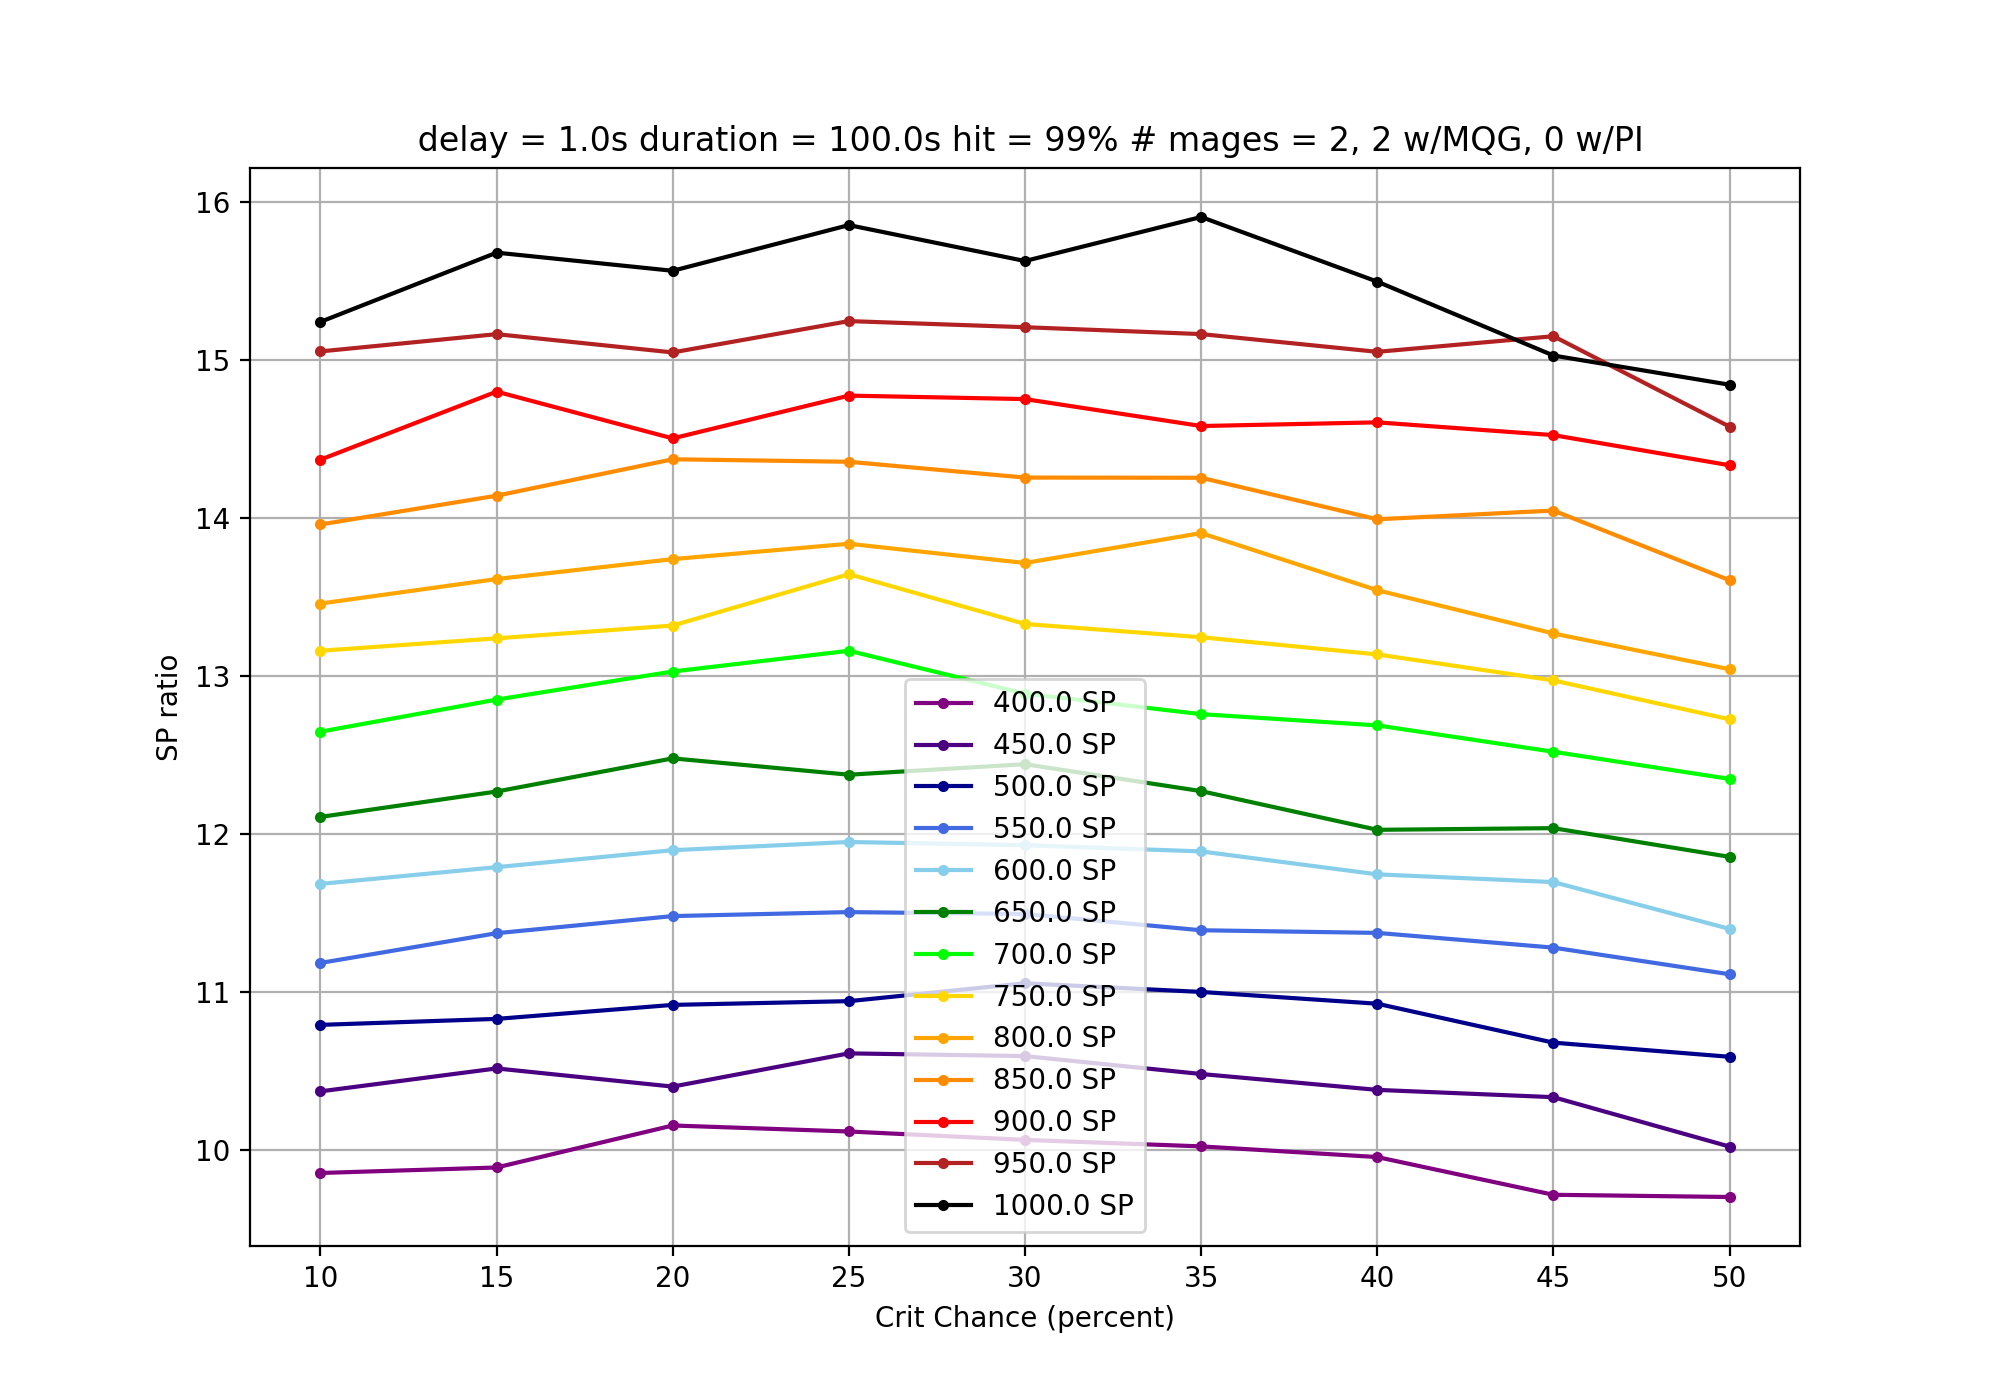 delay = 1.0s duration = 100.0s hit = 99% # mages = 2, 2 w/MQG, 0 w/PI
16
15
14
13
12
11
10
SP ratio
400.0 SP
450.0 SP
500.0 SP
550.0 SP
600.0 SP
650.0 SP
700.0 SP
750.0 SP
800.0 SP
850.0 SP
900.0 SP
950.0 SP
1000.0 SP
10 15 20 25 30 35 40 45 50
Crit Chance (percent)